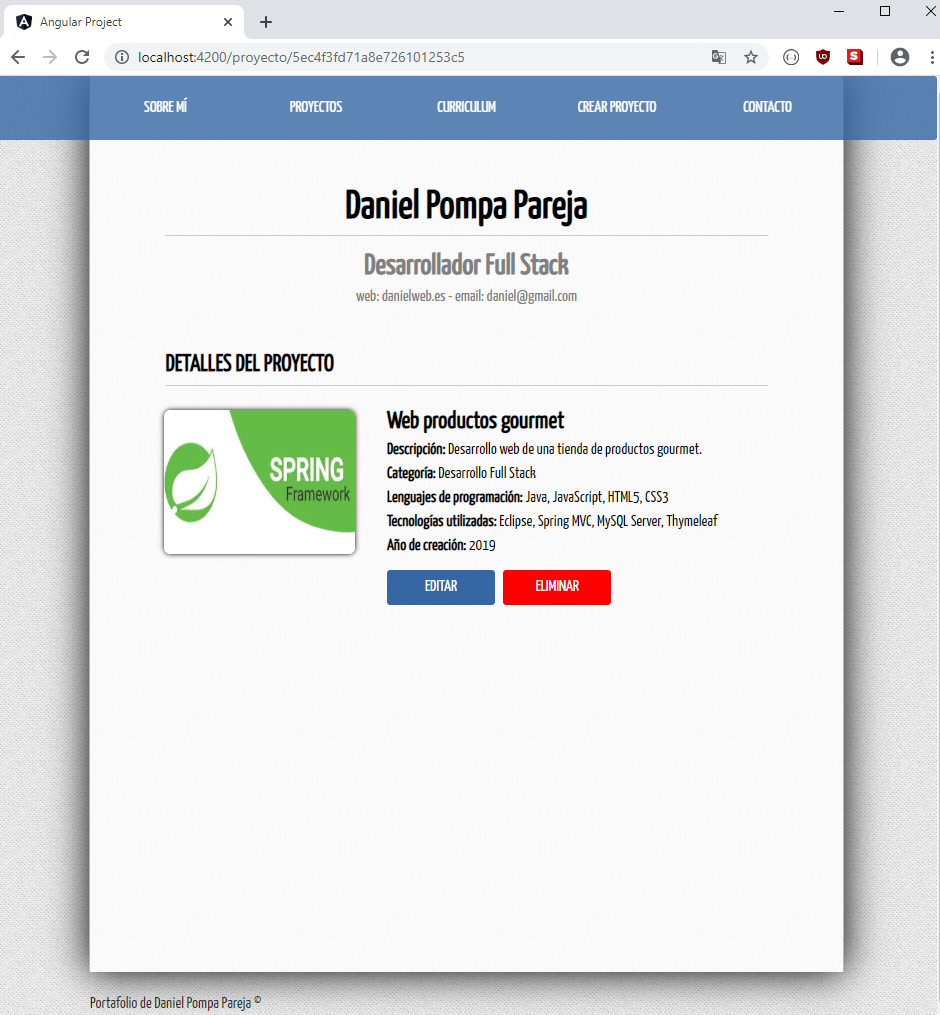 Angular Project
localhost:4200/proyecto/5ec4f3fd71a8e726101253c5
SOBRE MÍ PROYECTOS CURRICULUM CREAR PROYECTO CONTACTO
Daniel Pompa Pareja
Desarrollador Full Stack
web: danielweb.es - email: daniel@gmail.com
DETALLES DEL PROYECTO
SPRING
Framework
Web productos gourmet
Descripción: Desarrollo web de una tienda de productos gourmet.
Categoría: Desarrollo Full Stack
Lenguajes de programación: Java, JavaScript, HTML5, CSS3
Tecnologías utilizadas: Eclipse, Spring MVC, MySQL Server, Thymeleaf
Año de creación: 2019
EDITAR ELIMINAR
Portafolio de Daniel Pompa Pareja ©